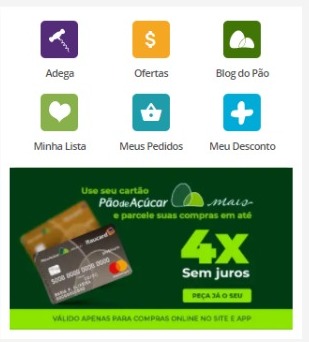 $
Adega
Ofertas
Blog do Pão
Minha Lista
Meus Pedidos
Meu Desconto
Use seu cartão
Pão de Açúcar mais
e parcele suas compras em até
4X
Sem juros
Itaucard
PEÇA JÁ O SEU
VÁLIDO APENAS PARA COMPRAS ONLINE NO SITE E APP